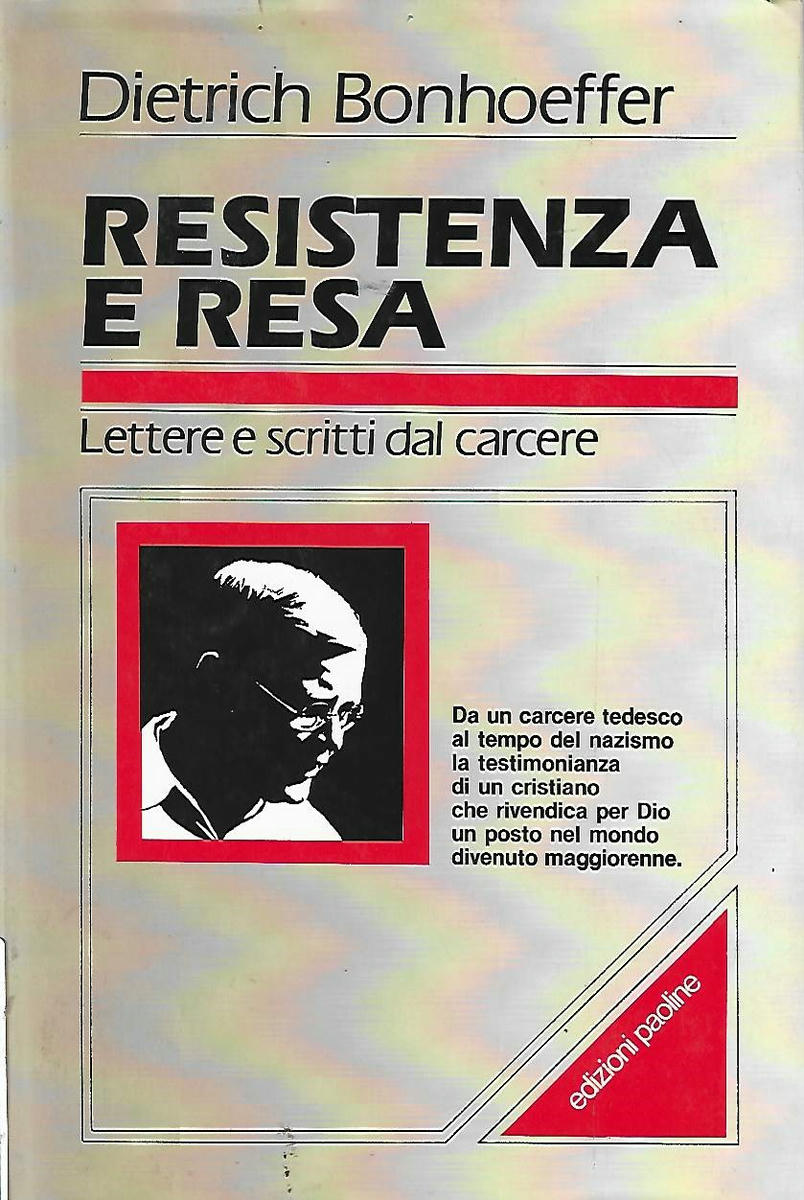 Dietrich Bonhoeffer
RESISTENZA
E RESA
Lettere e scritti dal carcere
Da un carcere tedesco
al tempo del nazismo
la testimonianza
di un cristiano
che rivendica per Dio
un posto nel mondo
divenuto maggiorenne.
edizioni paoline